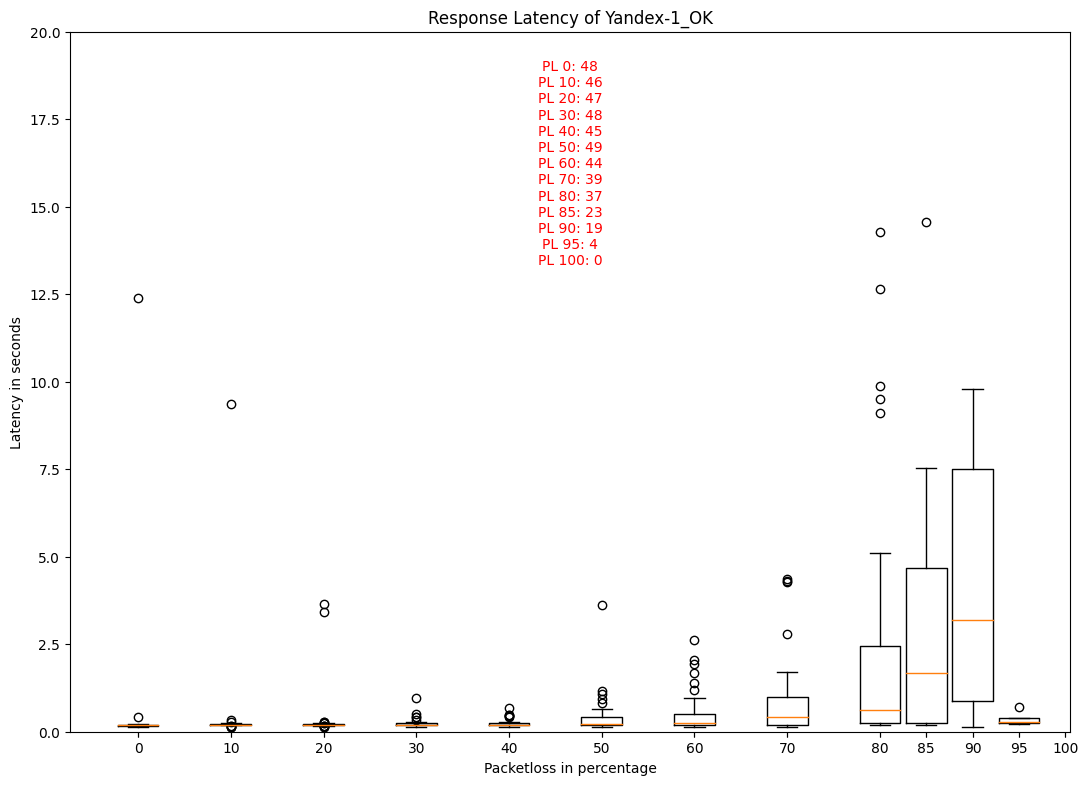 Response Latency of Yandex-1_OK
20.0
17.5
15.0
12.5
10.0
7.5
5.0
2.5
0.0
Latency in seconds
PL 0: 48
PL 10: 46
PL 20: 47
PL 30: 48
PL 40: 45
PL 50: 49
PL 60: 44
PL 70: 39
PL 80: 37
PL 85: 23
PL 90: 19
PL 95: 4
PL 100: 0
0 10 20 30 40 50 60 70 80 85 90 95 100
Packetloss in percentage